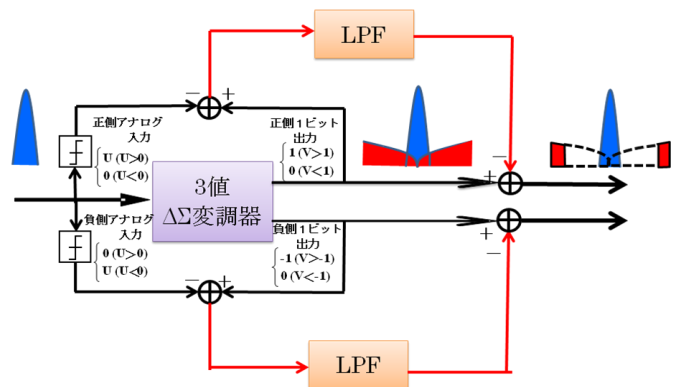 LPF
− +
正側アナログ
入力
U (U>0)
0 (U<0)
正側1ビット
出力
1 (V>1)
0 (V<1)
−
+
3値
ΔΣ変調器
負側アナログ
入力
0 (U>0)
U (U<0)
負側1ビット
出力
-1 (V>-1)
0 (V<-1)
+
−
− +
LPF